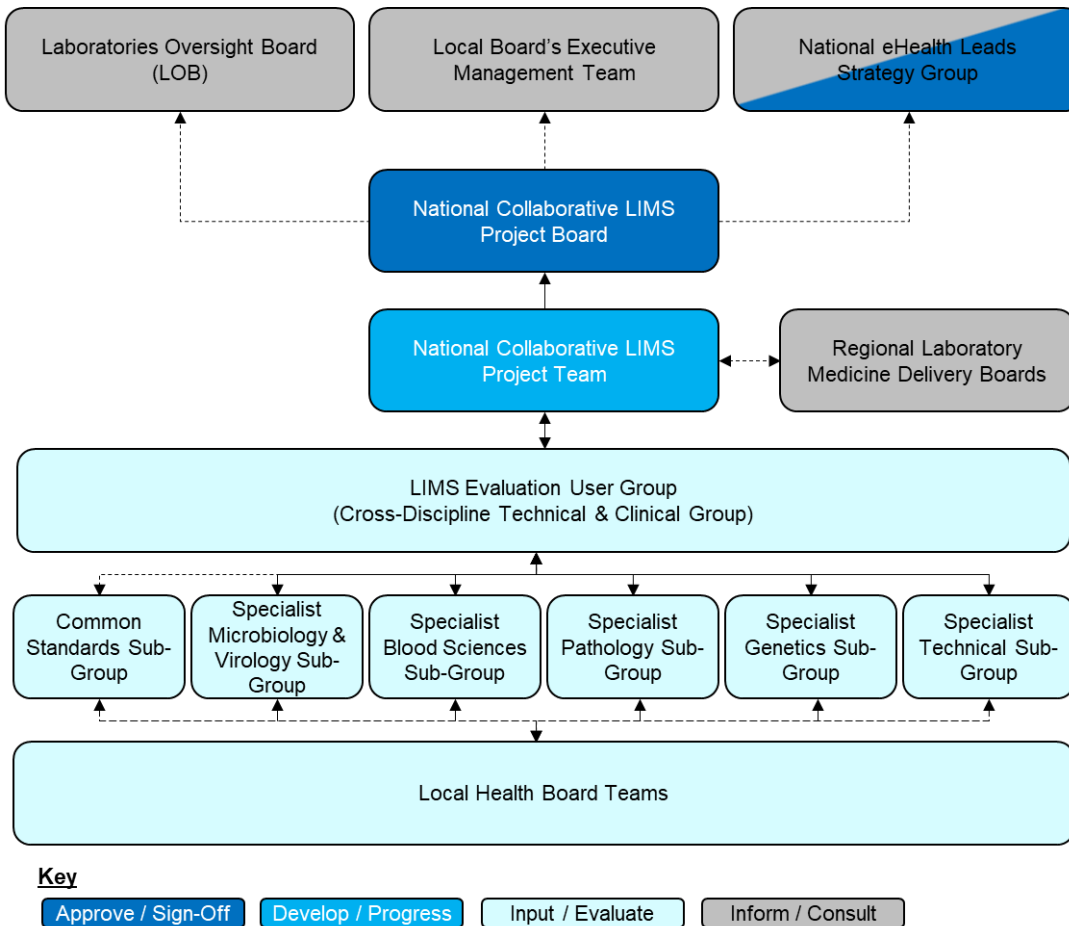 Laboratories Oversight Board
(LOB)
Local Board's Executive
Management Team
National eHealth Leads
Strategy Group
National Collaborative LIMS
Project Board
National Collaborative LIMS
Project Team
Regional Laboratory
Medicine Delivery Boards
LIMS Evaluation User Group
(Cross-Discipline Technical & Clinical Group)
Common
Standards Sub-
Group
Specialist
Microbiology &
Virology Sub-
Group
Specialist
Blood Sciences
Sub-Group
Specialist
Pathology Sub-
Group
Specialist
Genetics Sub-
Group
Specialist
Technical Sub-
Group
Local Health Board Teams
Key
Approve / Sign-Off
Develop / Progress
Input / Evaluate
Inform / Consult